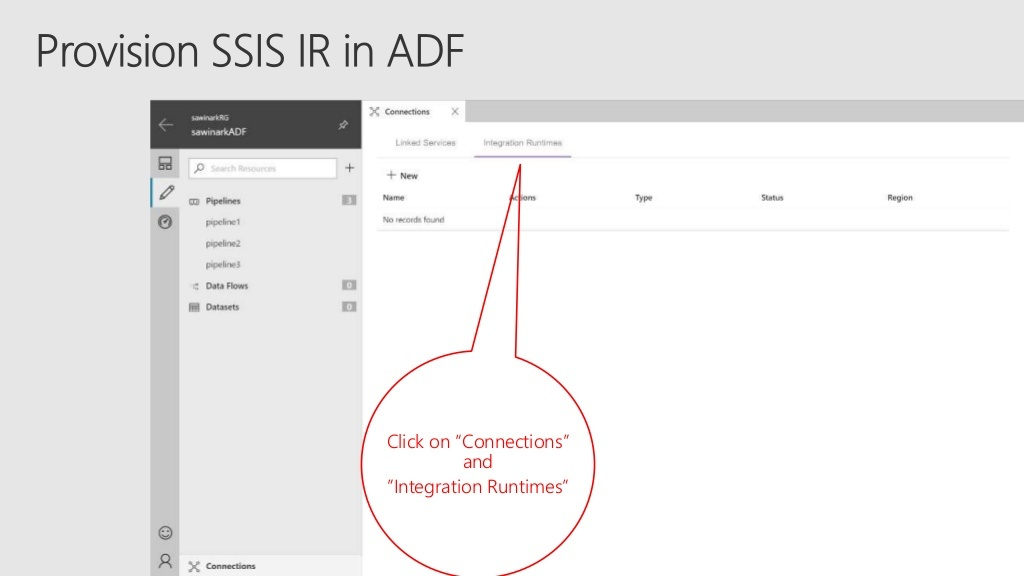 Provision SSIS IR in ADF
sawinarkRG
sawinarkADF
Connections
Linked Services
Integration Runtimes
Search Resources
New
Name
Actions
Type
Status
Region
No records found
Pipelines
3
pipeline1
pipeline2
pipeline3
Data Flows
0
Datasets
0
Click on “Connections”
and
“Integration Runtimes”
Connections